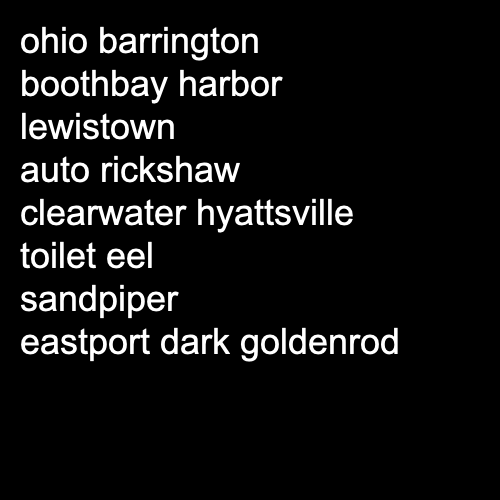 ohio barrington
boothbay harbor
lewistown
auto rickshaw
clearwater hyattsville
toilet eel
sandpiper
eastport dark goldenrod